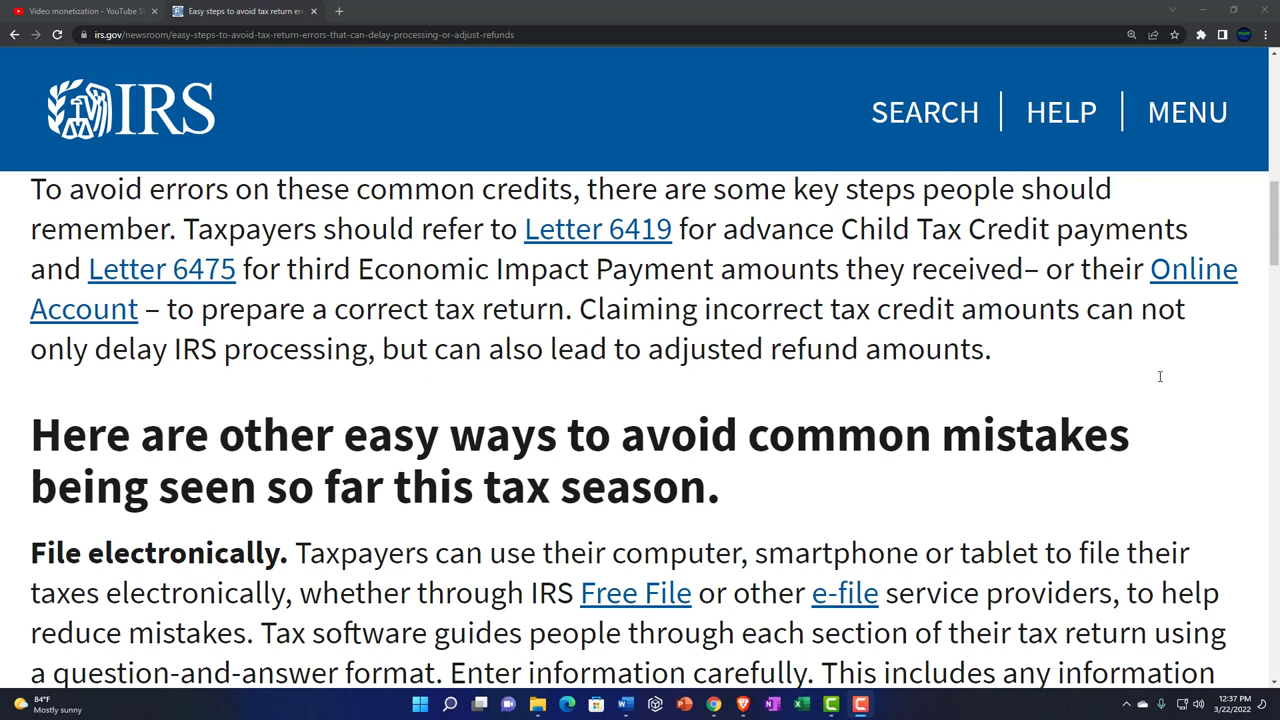 Video monetization - YouTube S
Easy steps to avoid tax return er
irs.gov/newsroom/easy-steps-to-avoid-tax-return-errors-that-can-delay-processing-or-adjust-refunds
IRS
SEARCH
HELP
MENU
To avoid errors on these common credits, there are some key steps people should
remember. Taxpayers should refer to Letter 6419 for advance Child Tax Credit payments
and Letter 6475 for third Economic Impact Payment amounts they received– or their Online
Account – to prepare a correct tax return. Claiming incorrect tax credit amounts can not
only delay IRS processing, but can also lead to adjusted refund amounts.
Here are other easy ways to avoid common mistakes
being seen so far this tax season.
File electronically. Taxpayers can use their computer, smartphone or tablet to file their
taxes electronically, whether through IRS Free File or other e-file service providers, to help
reduce mistakes. Tax software guides people through each section of their tax return using
a question-and-answer format. Enter information carefully. This includes any information
84°F
Mostly sunny
12:37 PM
3/22/2022